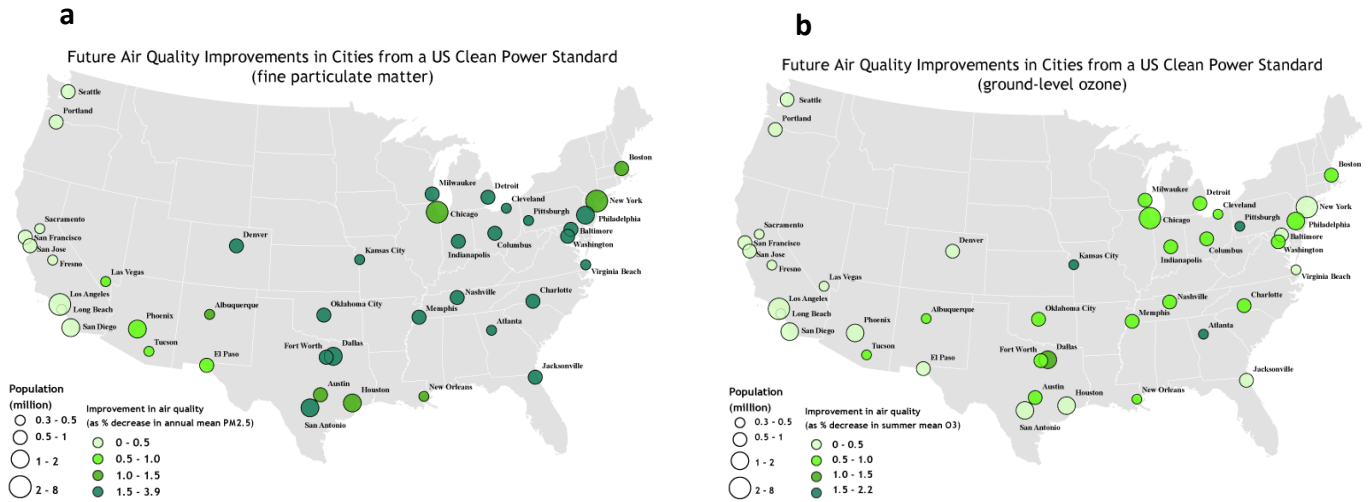 a
Future Air Quality Improvements in Cities from a US Clean Power Standard
(fine particulate matter)
Seattle
Portland
Boston
Milwaukee
Detroit
Cleveland
New York
Chicago
Pittsburgh
Philadelphia
Sacramento
Baltimore
San Francisco
Denver
Columbus
Washington
San Jose
Kansas City
Indianapolis
Fresno
Virginia Beach
Las Vegas
Los Angeles
Nashville
Charlotte
Long Beach
Albuquerque
Oklahoma City
Memphis
Phoenix
San Diego
Atlanta
Tucson
Fort Worth
Dallas
El Paso
Jacksonville
Austin
Houston
New Orleans
San Antonio
Population
(million)
0.3 - 0.5
0.5 - 1
1 - 2
2 - 8
Improvement in air quality
(as % decrease in annual mean PM2.5)
0 - 0.5
0.5 - 1.0
1.0 - 1.5
1.5 - 3.9
b
Future Air Quality Improvements in Cities from a US Clean Power Standard
(ground-level ozone)
Seattle
Portland
Boston
Milwaukee
Detroit
Cleveland
New York
Chicago
Pittsburgh
Philadelphia
Sacramento
Baltimore
San Francisco
Denver
Columbus
Washington
San Jose
Kansas City
Indianapolis
Fresno
Virginia Beach
Las Vegas
Los Angeles
Nashville
Charlotte
Long Beach
Albuquerque
Oklahoma City
Memphis
Phoenix
San Diego
Atlanta
Tucson
Fort Worth
Dallas
El Paso
Jacksonville
Austin
Houston
New Orleans
San Antonio
Population
(million)
0.3 - 0.5
0.5 - 1
1 - 2
2 - 8
Improvement in air quality
(as % decrease in summer mean O3)
0 - 0.5
0.5 - 1.0
1.0 - 1.5
1.5 - 2.2